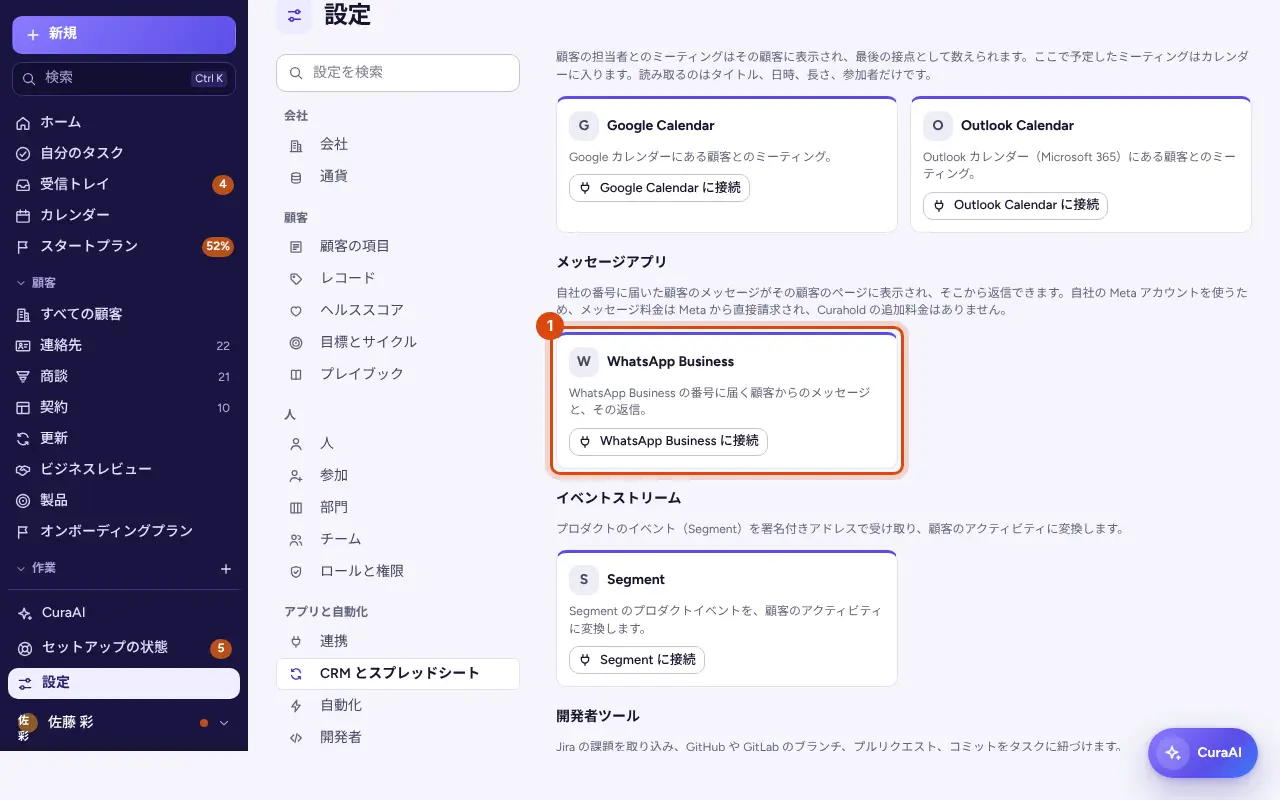 新規
検索
Ctrl K
ホーム
自分のタスク
受信トレイ
4
カレンダー
スタートプラン
52%
顧客
すべての顧客
連絡先
22
商談
21
契約
10
更新
ビジネスレビュー
製品
オンボーディングプラン
作業
CuraAI
セットアップの状態
5
設定
佐彩
佐藤 彩
設定
設定を検索
会社
会社
通貨
顧客
顧客の項目
レコード
ヘルススコア
目標とサイクル
プレイブック
人
人
参加
部門
チーム
ロールと権限
アプリと自動化
連携
CRM とスプレッドシート
自動化
開発者
顧客の担当者とのミーティングはその顧客に表示され、最後の接点として数えられます。ここで予定したミーティングはカレンダ
ーに入ります。読み取るのはタイトル、日時、長さ、参加者だけです。
G
Google Calendar
Google カレンダーにある顧客とのミーティング。
Google Calendar に接続
O
Outlook Calendar
Outlook カレンダー（Microsoft 365）にある顧客とのミー
ティング。
Outlook Calendar に接続
メッセージアプリ
自社の番号に届いた顧客のメッセージがその顧客のページに表示され、そこから返信できます。自社の Meta アカウントを使うた
め、メッセージ料金は Meta から直接請求され、Curahold の追加料金はありません。
1
W
WhatsApp Business
WhatsApp Business の番号に届く顧客からのメッセージ
と、その返信。
WhatsApp Business に接続
イベントストリーム
プロダクトのイベント（Segment）を署名付きアドレスで受け取り、顧客のアクティビティに変換します。
S
Segment
Segment のプロダクトイベントを、顧客のアクティビティ
に変換します。
Segment に接続
開発者ツール
Jira の課題を取り込み、GitHub や GitLab のブランチ、プルリクエスト、コミットをタスクに紐づけます。
CuraAI